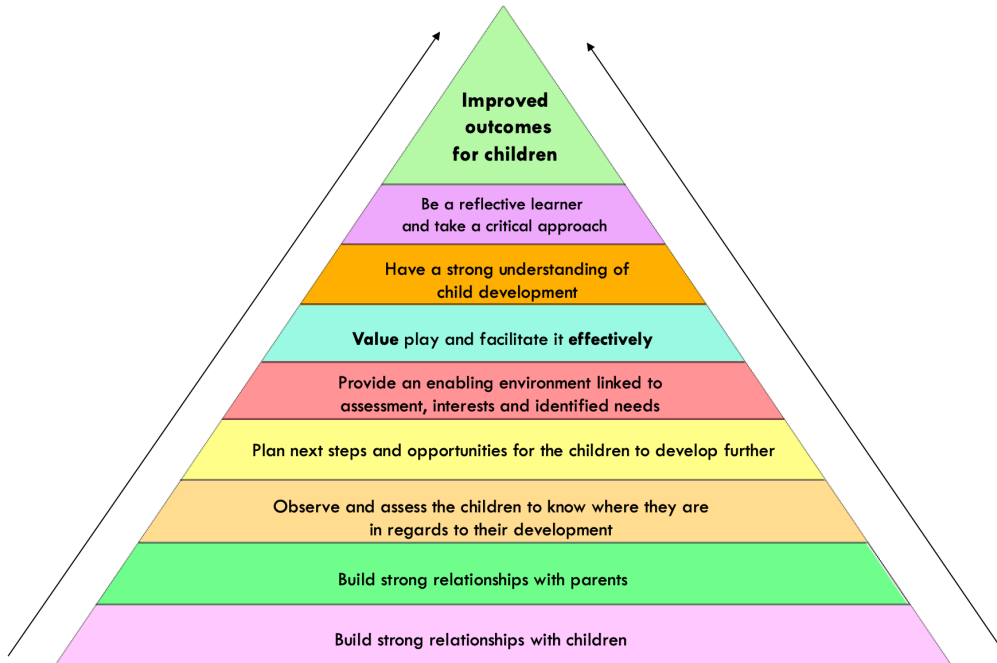 Improved
outcomes
for children
Be a reflective learner
and take a critical approach
Have a strong understanding of
child development
Value play and facilitate it effectively
Provide an enabling environment linked to
assessment, interests and identified needs
Plan next steps and opportunities for the children to develop further
Observe and assess the children to know where they are
in regards to their development
Build strong relationships with parents
Build strong relationships with children